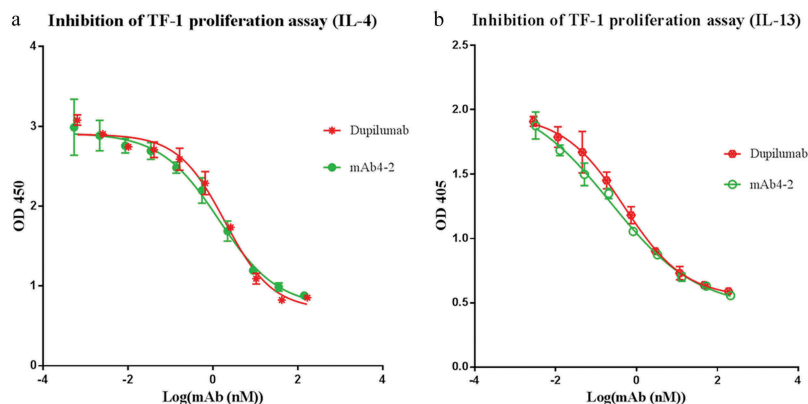 a
Inhibition of TF-1 proliferation assay (IL-4)
4
3
2
1
0
OD 450
-4
-2
0
2
4
Log(mAb (nM))
Dupilumab
mAb4-2
b
Inhibition of TF-1 proliferation assay (IL-13)
2.5
2.0
1.5
1.0
0.5
0.0
OD 405
-4
-2
0
2
4
Log(mAb (nM))
Dupilumab
mAb4-2